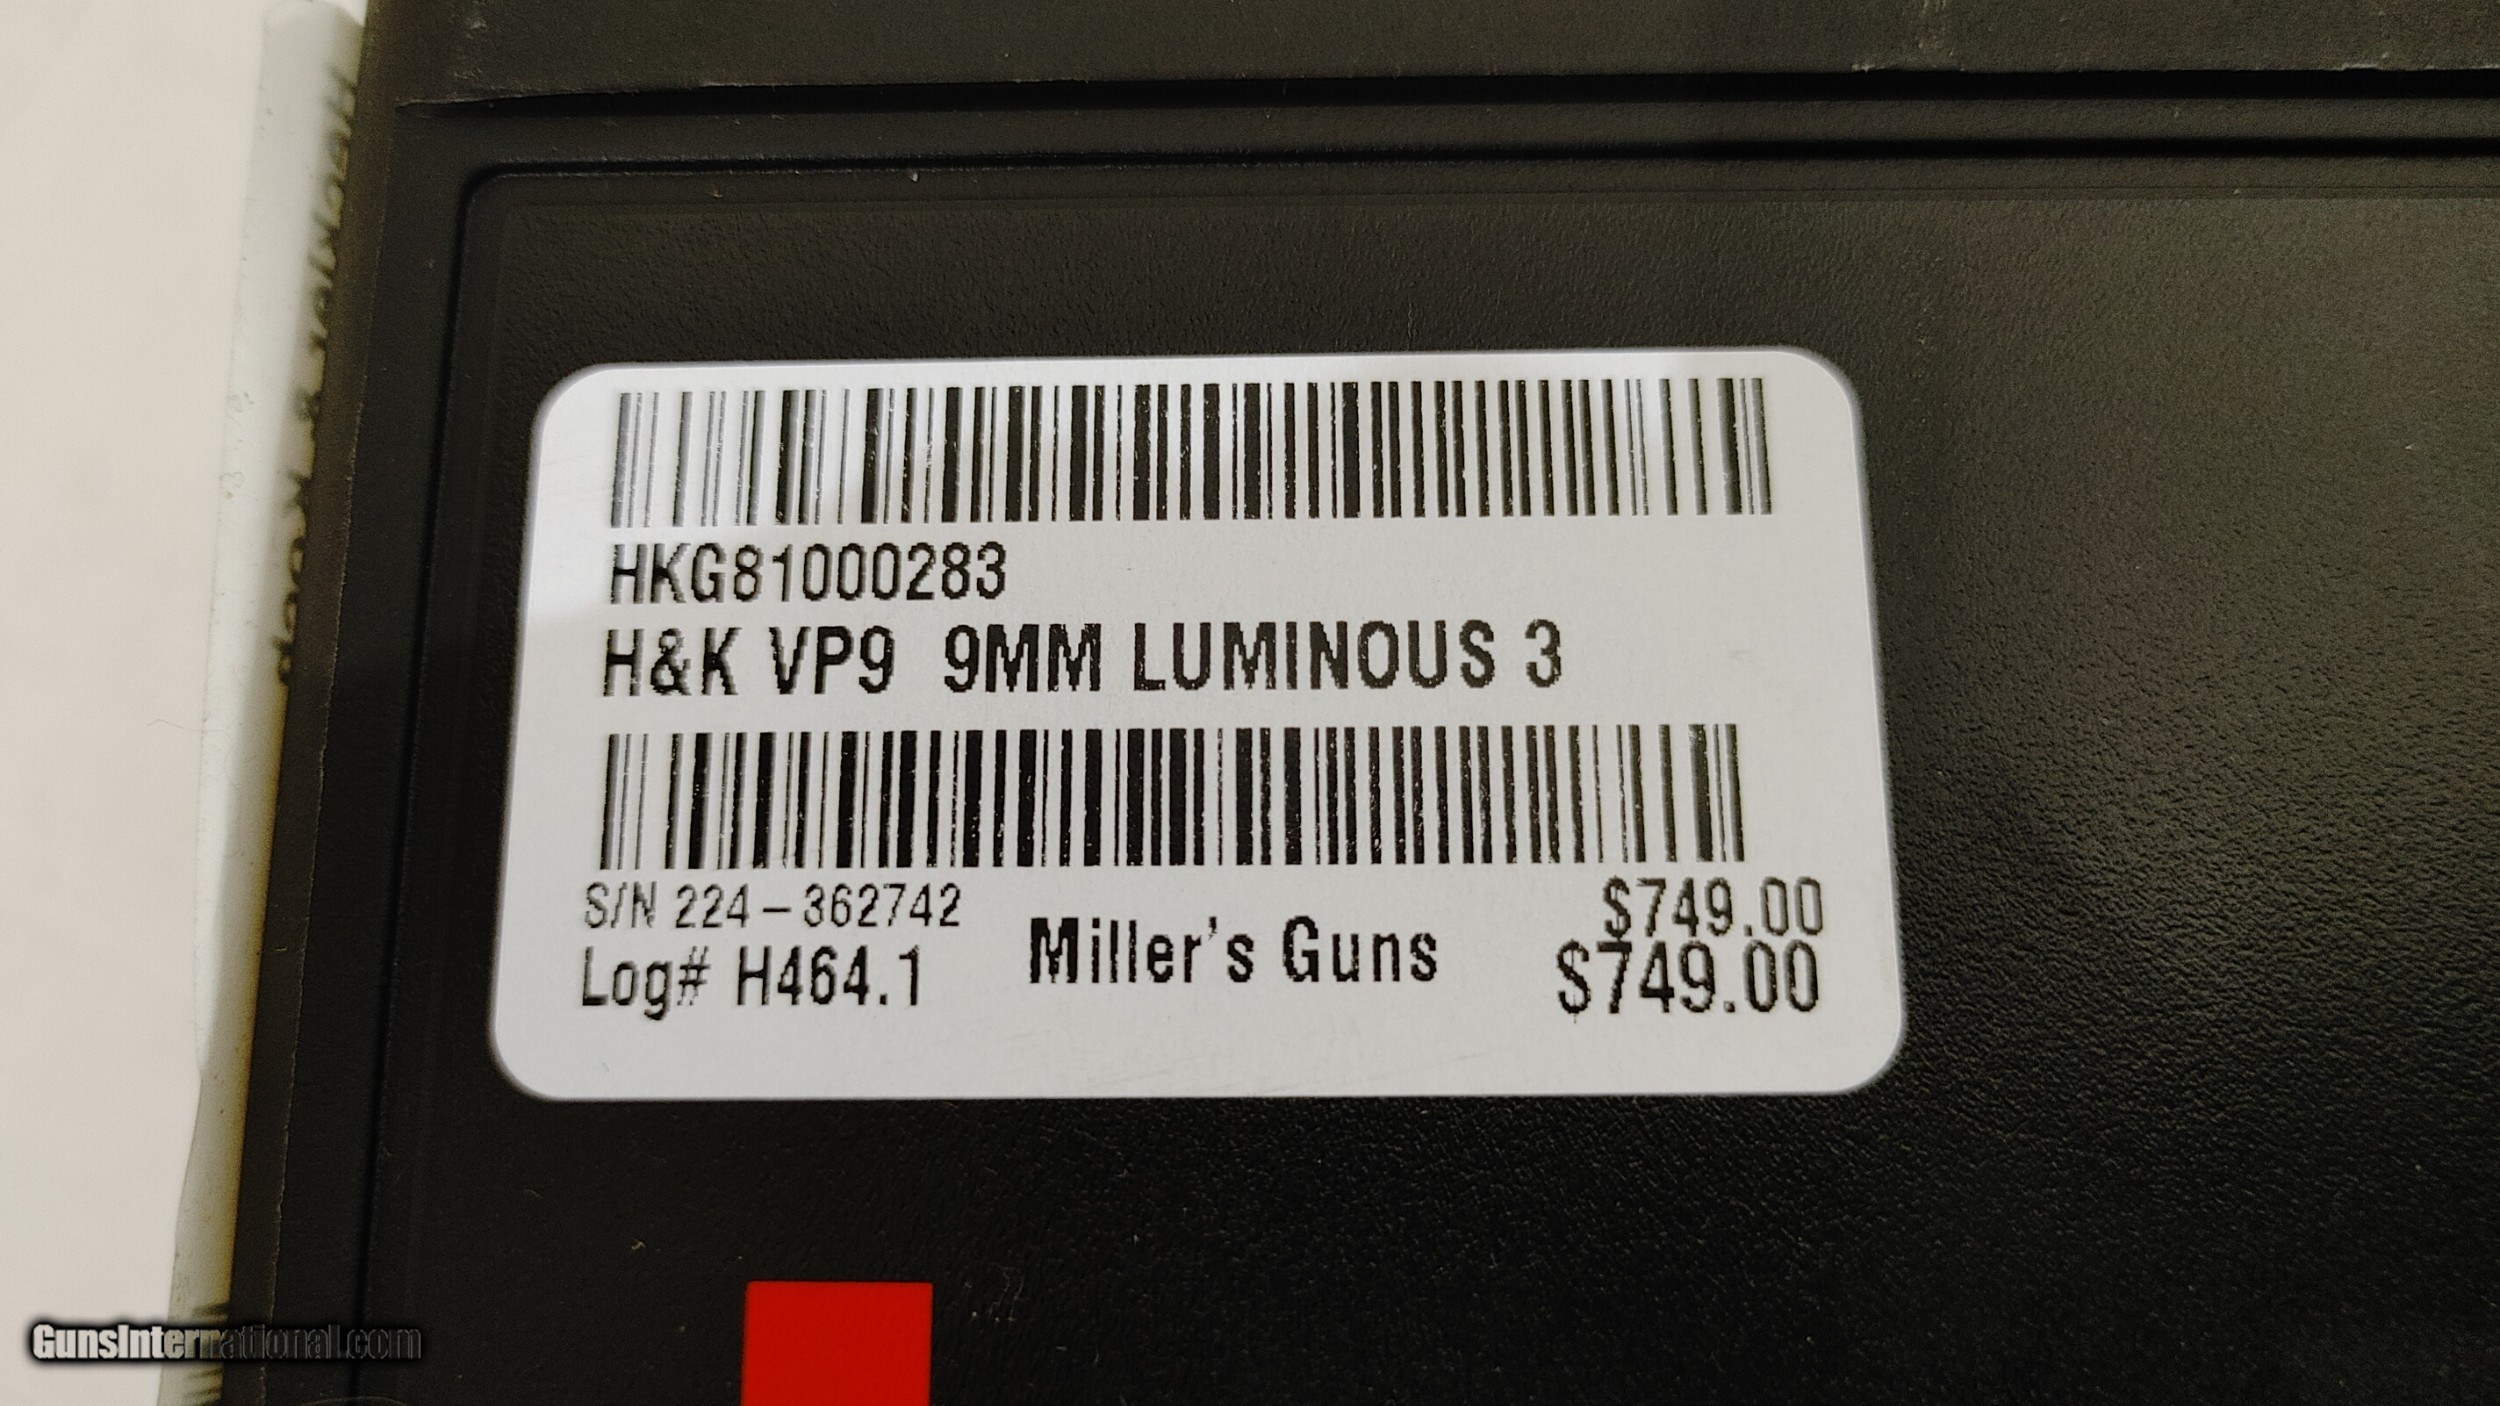 HKG81000283
H&K VP9 9MM LUMINOUS 3
S/N 224-362742
$749.00
Log# H464.1
Miller's Guns
$749.00
GunsInternational.com